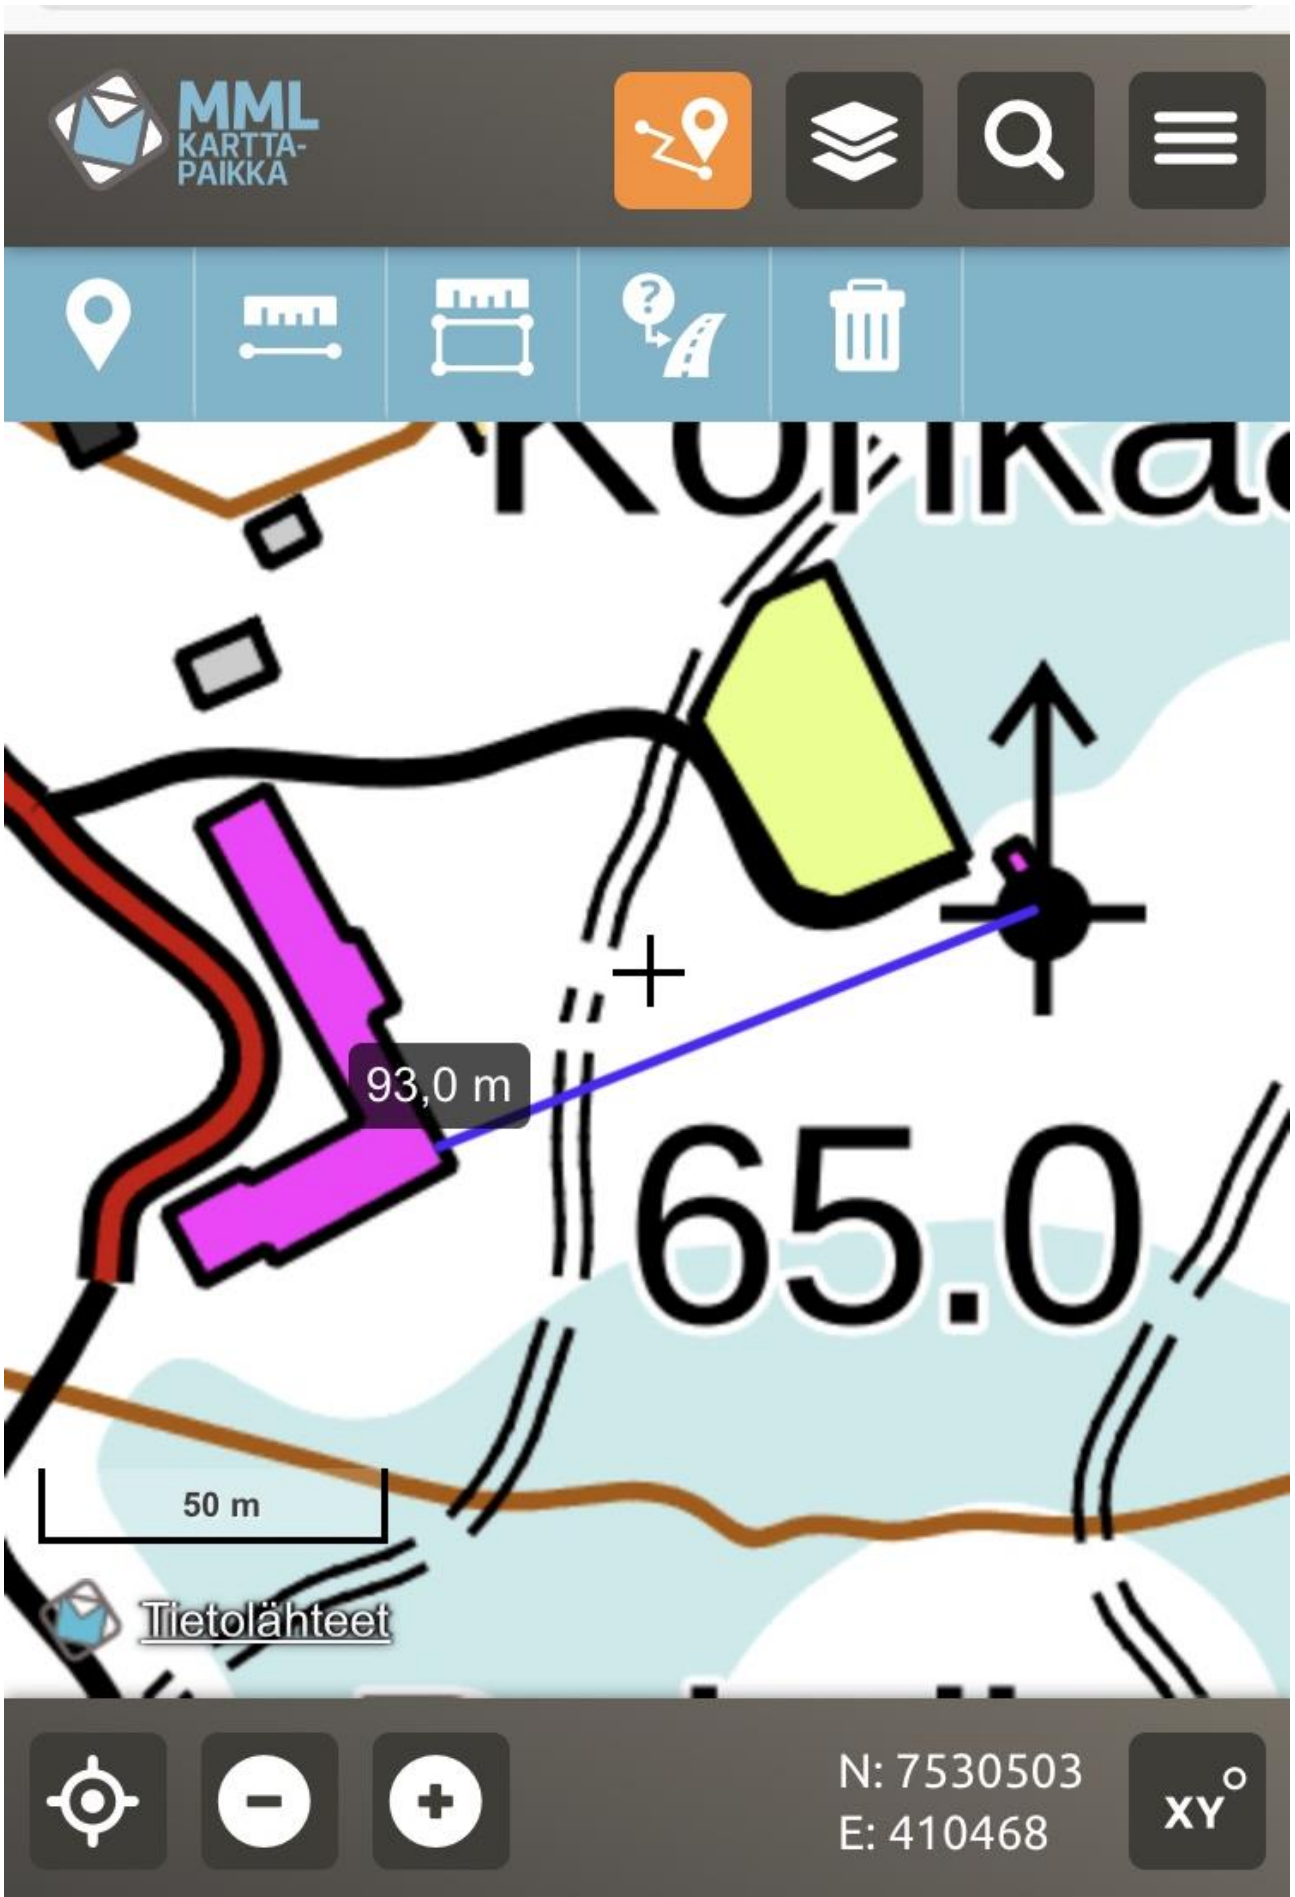 MML
KARTTA-
PAIKKA
?
93,0 m
65.0
50 m
Tietolähteet
N: 7530503
E: 410468
XY°